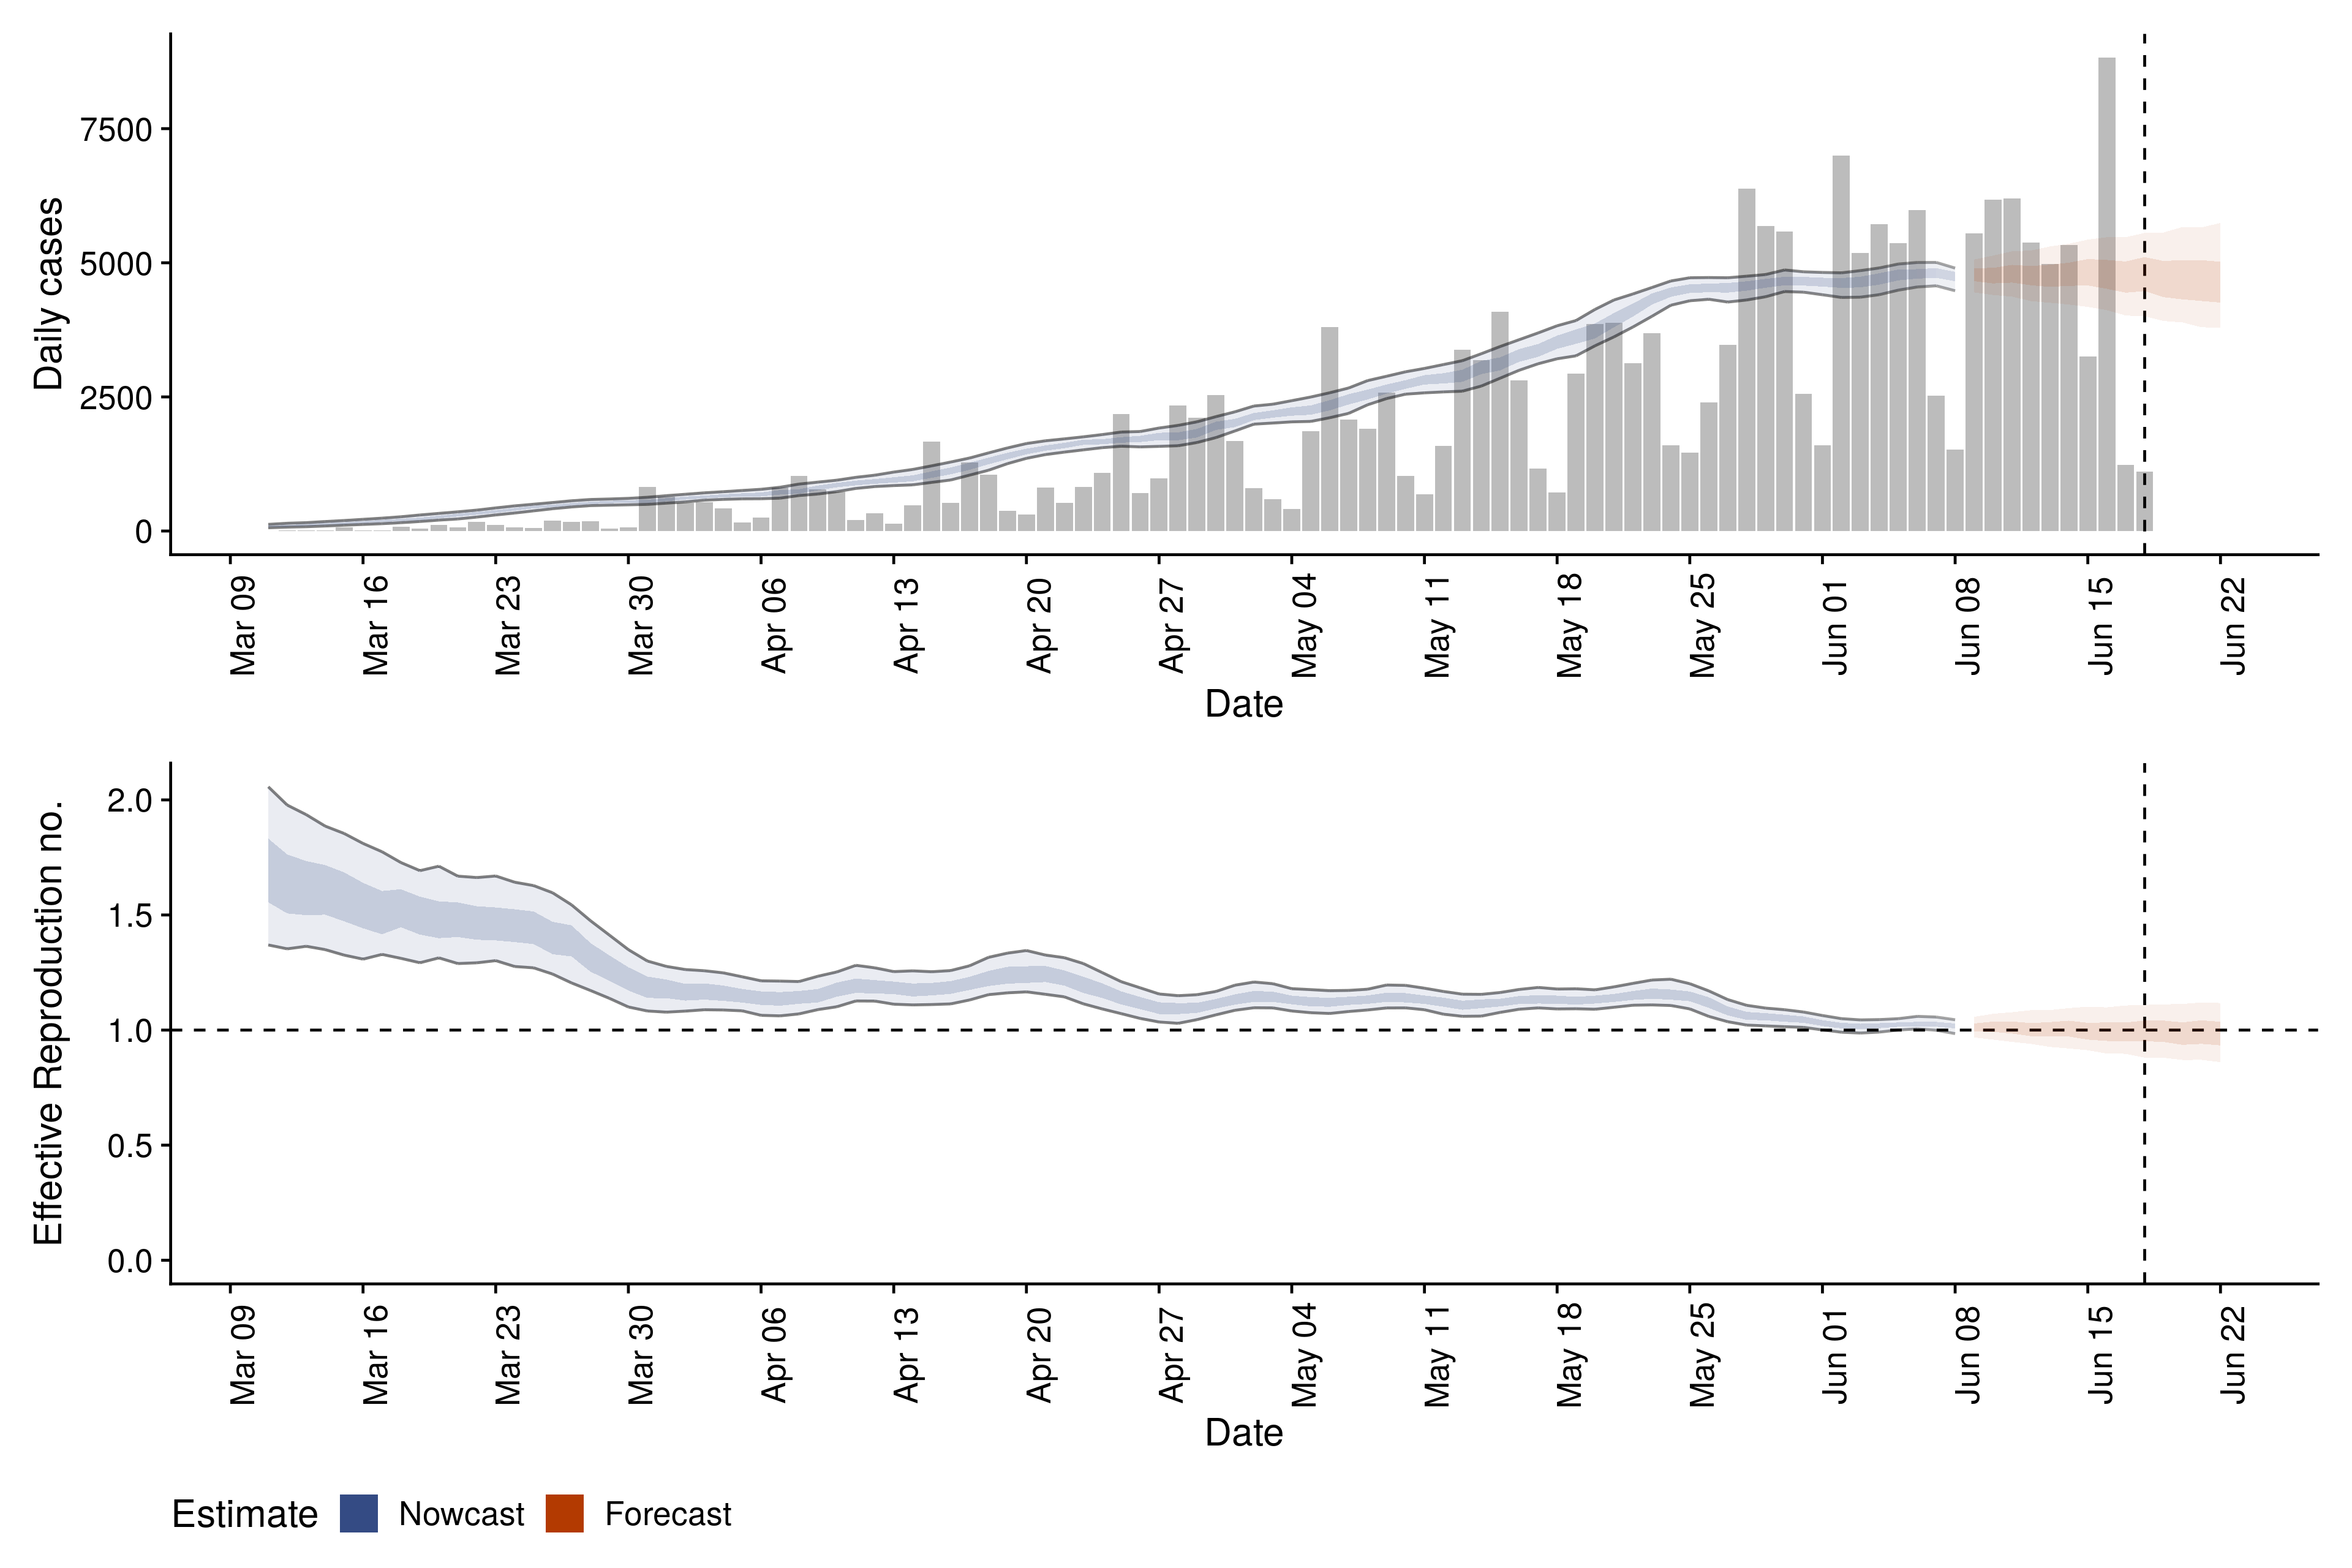 Daily cases
7500
5000
2500
0
Mar 09 Mar 16 Mar 23 Mar 30 Apr 06 Apr 13 Apr 20 Apr 27 May 04 May 11 May 18 May 25 Jun 01 Jun 08 Jun 15 Jun 22
Date
Effective Reproduction no.
2.0
1.5
1.0
0.5
0.0
Mar 09 Mar 16 Mar 23 Mar 30 Apr 06 Apr 13 Apr 20 Apr 27 May 04 May 11 May 18 May 25 Jun 01 Jun 08 Jun 15 Jun 22
Date
Estimate Nowcast Forecast